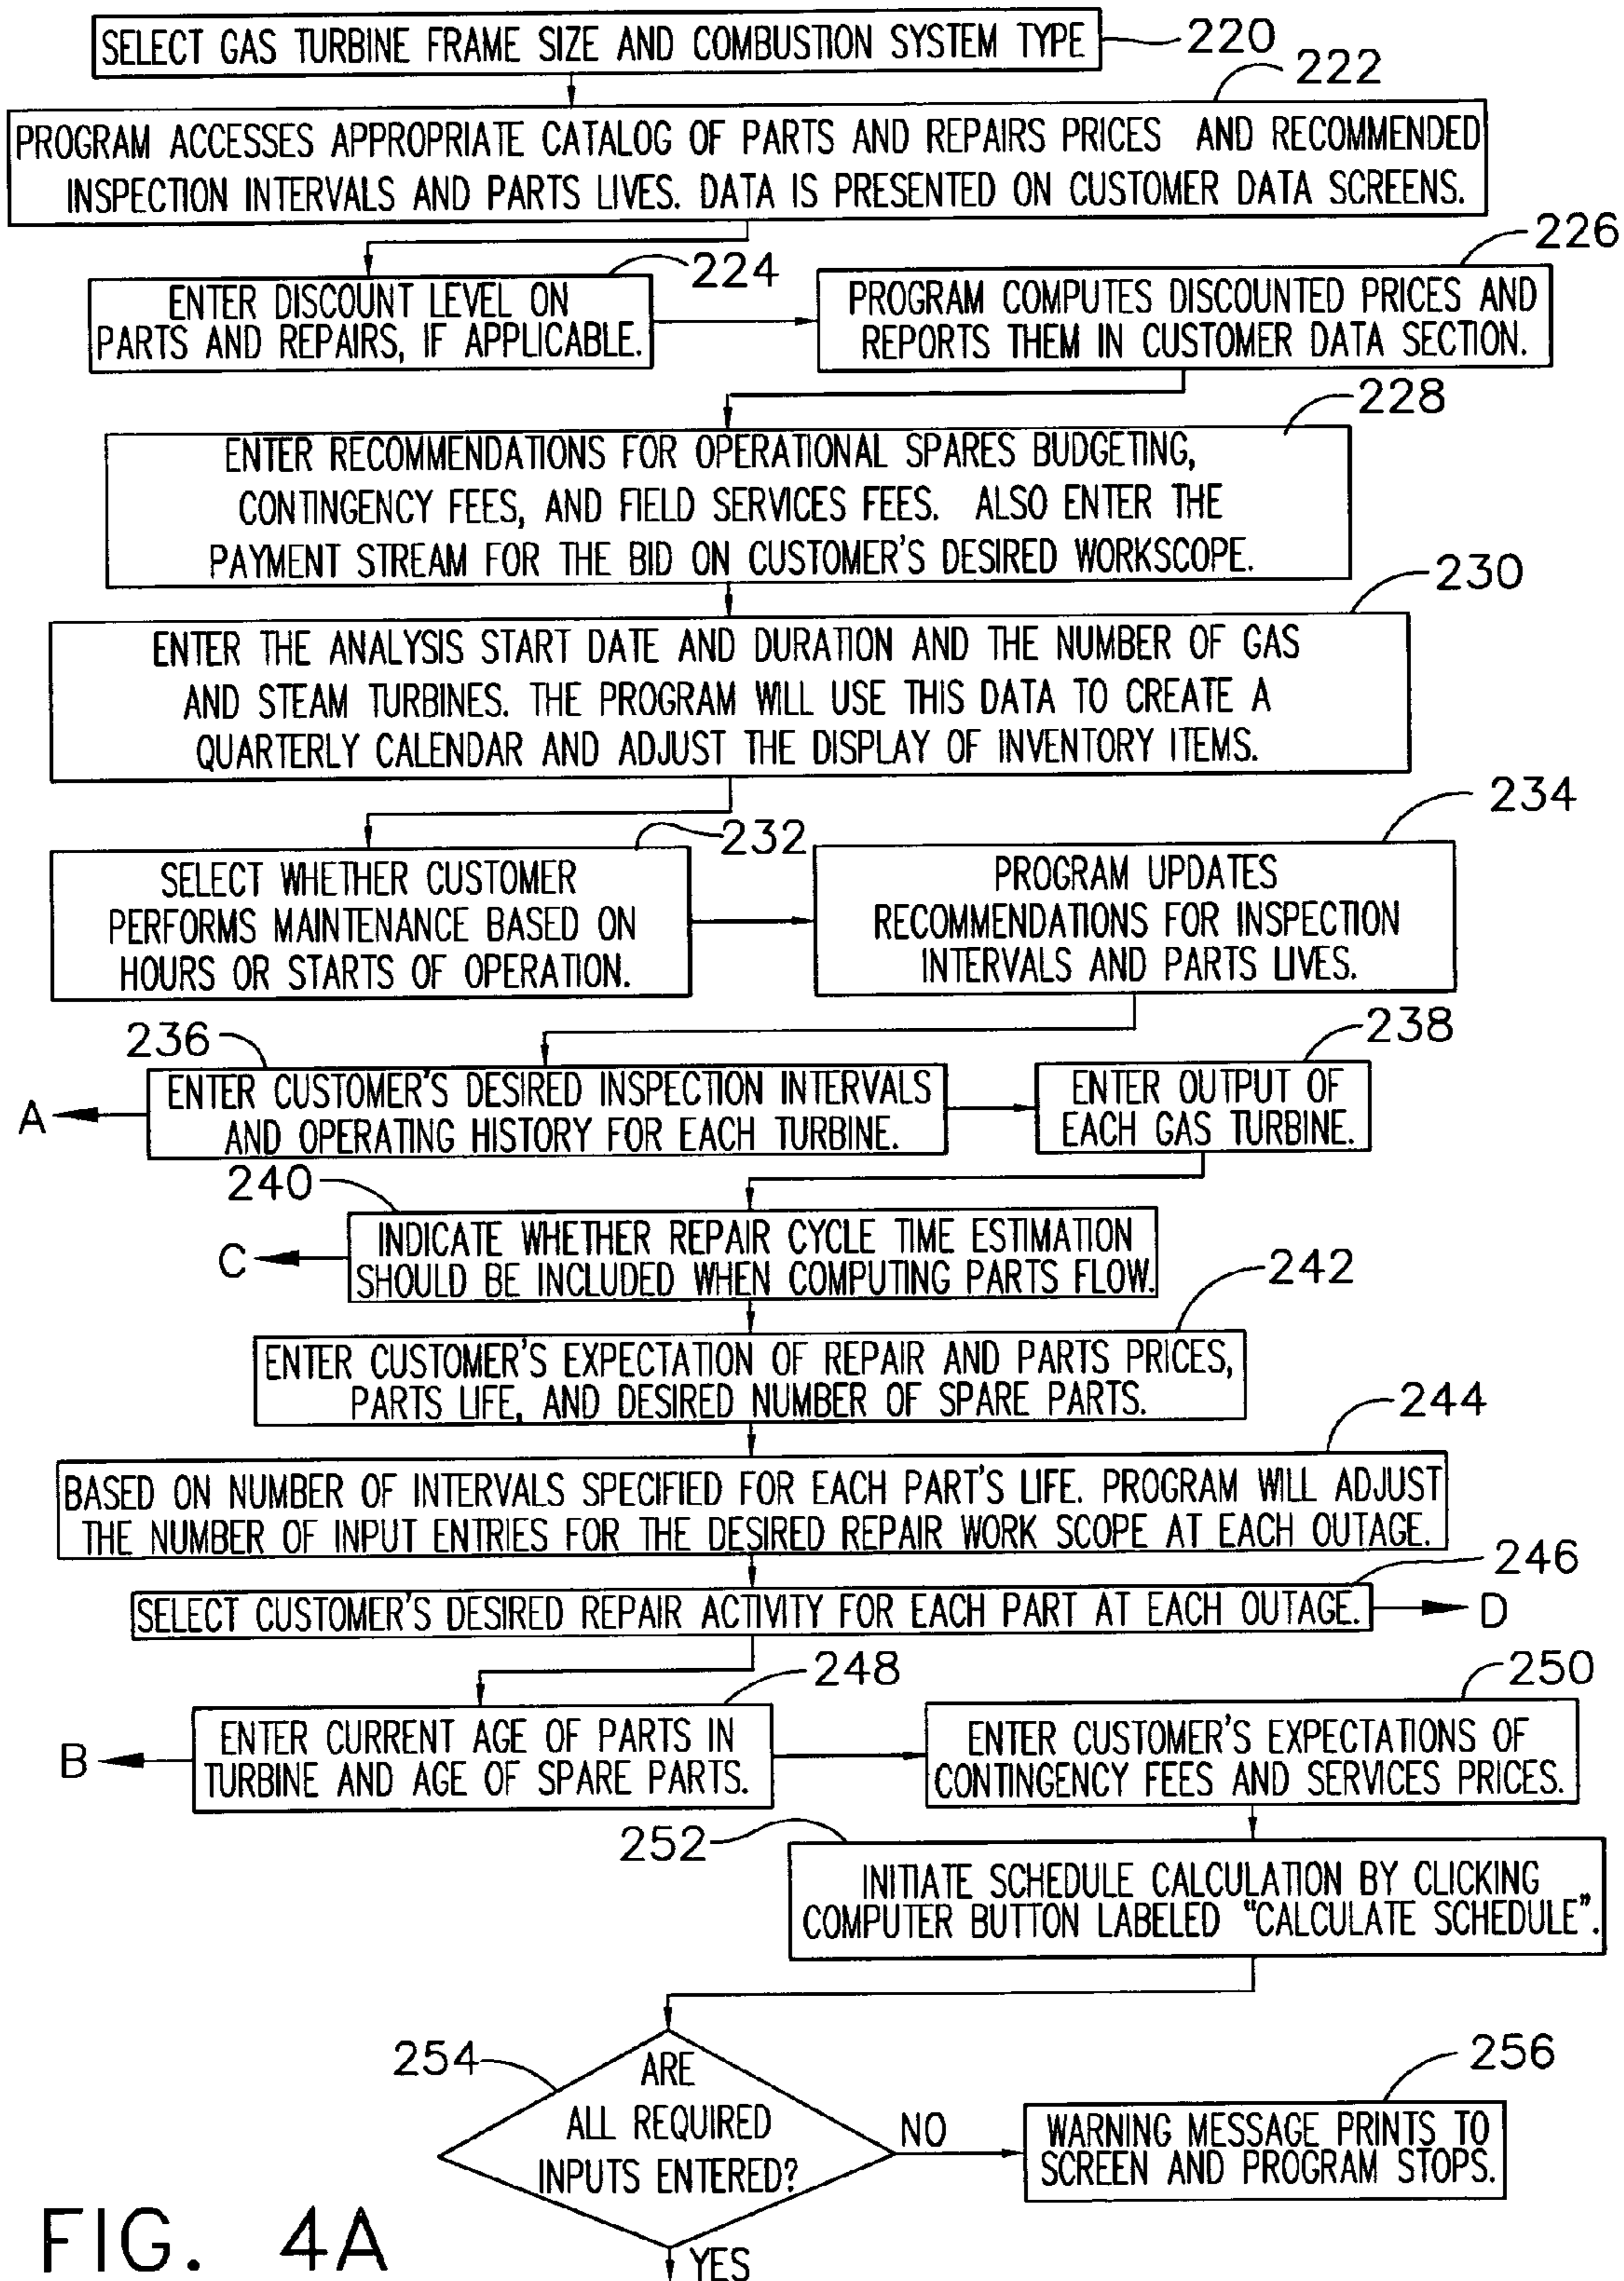 SELECT GAS TURBINE FRAME SIZE AND COMBUSTION SYSTEM TYPE
220
222
PROGRAM ACCESSES APPROPRIATE CATALOG OF PARTS AND REPAIRS PRICES AND RECOMMENDED
INSPECTION INTERVALS AND PARTS LIVES. DATA IS PRESENTED ON CUSTOMER DATA SCREENS.
224
ENTER DISCOUNT LEVEL ON
PARTS AND REPAIRS, IF APPLICABLE.
226
PROGRAM COMPUTES DISCOUNTED PRICES AND
REPORTS THEM IN CUSTOMER DATA SECTION.
228
ENTER RECOMMENDATIONS FOR OPERATIONAL SPARES BUDGETING,
CONTINGENCY FEES, AND FIELD SERVICES FEES. ALSO ENTER THE
PAYMENT STREAM FOR THE BID ON CUSTOMER'S DESIRED WORKSCOPE.
230
ENTER THE ANALYSIS START DATE AND DURATION AND THE NUMBER OF GAS
AND STEAM TURBINES. THE PROGRAM WILL USE THIS DATA TO CREATE A
QUARTERLY CALENDAR AND ADJUST THE DISPLAY OF INVENTORY ITEMS.
232
SELECT WHETHER CUSTOMER
PERFORMS MAINTENANCE BASED ON
HOURS OR STARTS OF OPERATION.
234
PROGRAM UPDATES
RECOMMENDATIONS FOR INSPECTION
INTERVALS AND PARTS LIVES.
236
A
ENTER CUSTOMER'S DESIRED INSPECTION INTERVALS
AND OPERATING HISTORY FOR EACH TURBINE.
238
ENTER OUTPUT OF
EACH GAS TURBINE.
240
C
INDICATE WHETHER REPAIR CYCLE TIME ESTIMATION
SHOULD BE INCLUDED WHEN COMPUTING PARTS FLOW.
242
ENTER CUSTOMER'S EXPECTATION OF REPAIR AND PARTS PRICES,
PARTS LIFE, AND DESIRED NUMBER OF SPARE PARTS.
244
BASED ON NUMBER OF INTERVALS SPECIFIED FOR EACH PART'S LIFE. PROGRAM WILL ADJUST
THE NUMBER OF INPUT ENTRIES FOR THE DESIRED REPAIR WORK SCOPE AT EACH OUTAGE.
246
SELECT CUSTOMER'S DESIRED REPAIR ACTIVITY FOR EACH PART AT EACH OUTAGE.
D
248
B
ENTER CURRENT AGE OF PARTS IN
TURBINE AND AGE OF SPARE PARTS.
250
ENTER CUSTOMER'S EXPECTATIONS OF
CONTINGENCY FEES AND SERVICES PRICES.
252
INITIATE SCHEDULE CALCULATION BY CLICKING
COMPUTER BUTTON LABELED "CALCULATE SCHEDULE".
254
ARE
ALL REQUIRED
INPUTS ENTERED?
NO
256
WARNING MESSAGE PRINTS TO
SCREEN AND PROGRAM STOPS.
YES
FIG. 4A